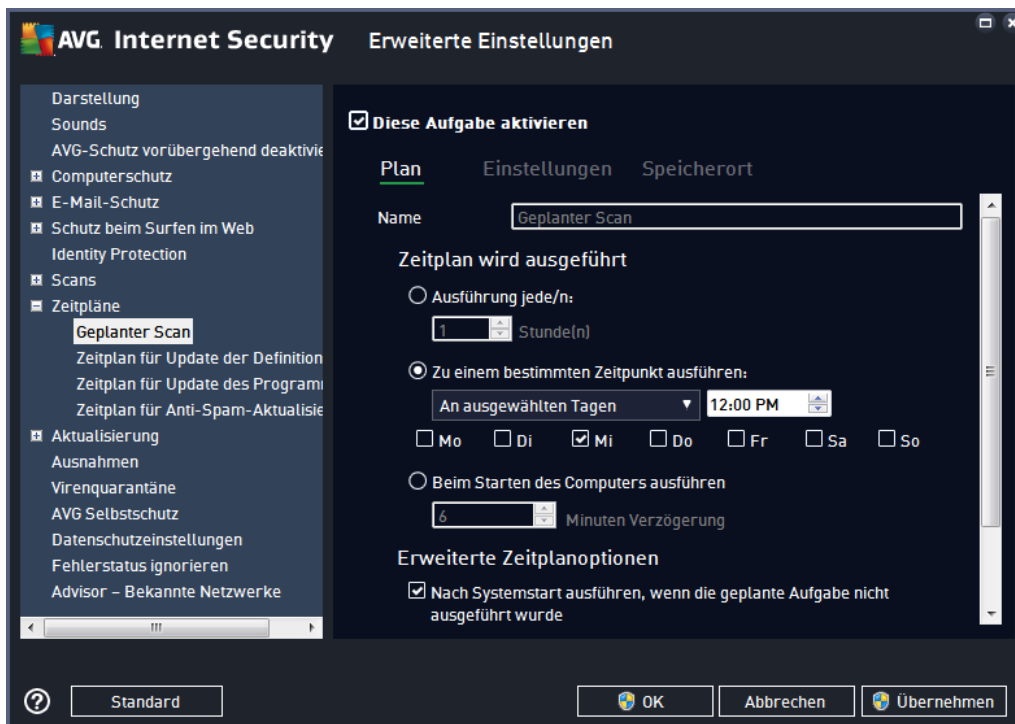 AVG. Internet Security Erweiterte Einstellungen
Darstellung
Sounds
AVG-Schutz vorübergehend deaktivie
Computerschutz
E-Mail-Schutz
Schutz beim Surfen im Web
Identity Protection
Scans
Zeitpläne
Geplanter Scan
Zeitplan für Update der Definition
Zeitplan für Update des Program
Zeitplan für Anti-Spam-Aktualisie
Aktualisierung
Ausnahmen
Virenquarantäne
AVG Selbstschutz
Datenschutzeinstellungen
Fehlerstatus ignorieren
Advisor – Bekannte Netzwerke
Diese Aufgabe aktivieren
Plan Einstellungen Speicherort
Name Geplanter Scan
Zeitplan wird ausgeführt
Ausführung jede/n:
1 Stunde(n)
Zu einem bestimmten Zeitpunkt ausführen:
An ausgewählten Tagen 12:00 PM
Mo Di Mi Do Fr Sa So
Beim Starten des Computers ausführen
6 Minuten Verzögerung
Erweiterte Zeitplanoptionen
Nach Systemstart ausführen, wenn die geplante Aufgabe nicht
ausgeführt wurde
? Standard OK Abbrechen Übernehmen